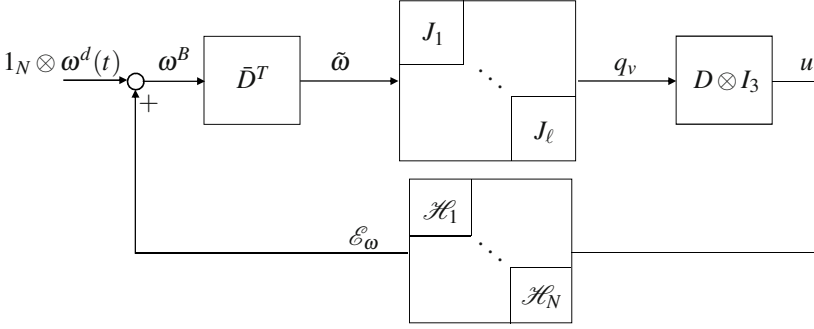 1_N ⊗ ω^d(t)
ω^B
D̄^T
ω̃
J_1
⋱
J_ℓ
q_v
D ⊗ I_3
u
+
ℰ_ω
ℋ_1
⋱
ℋ_N